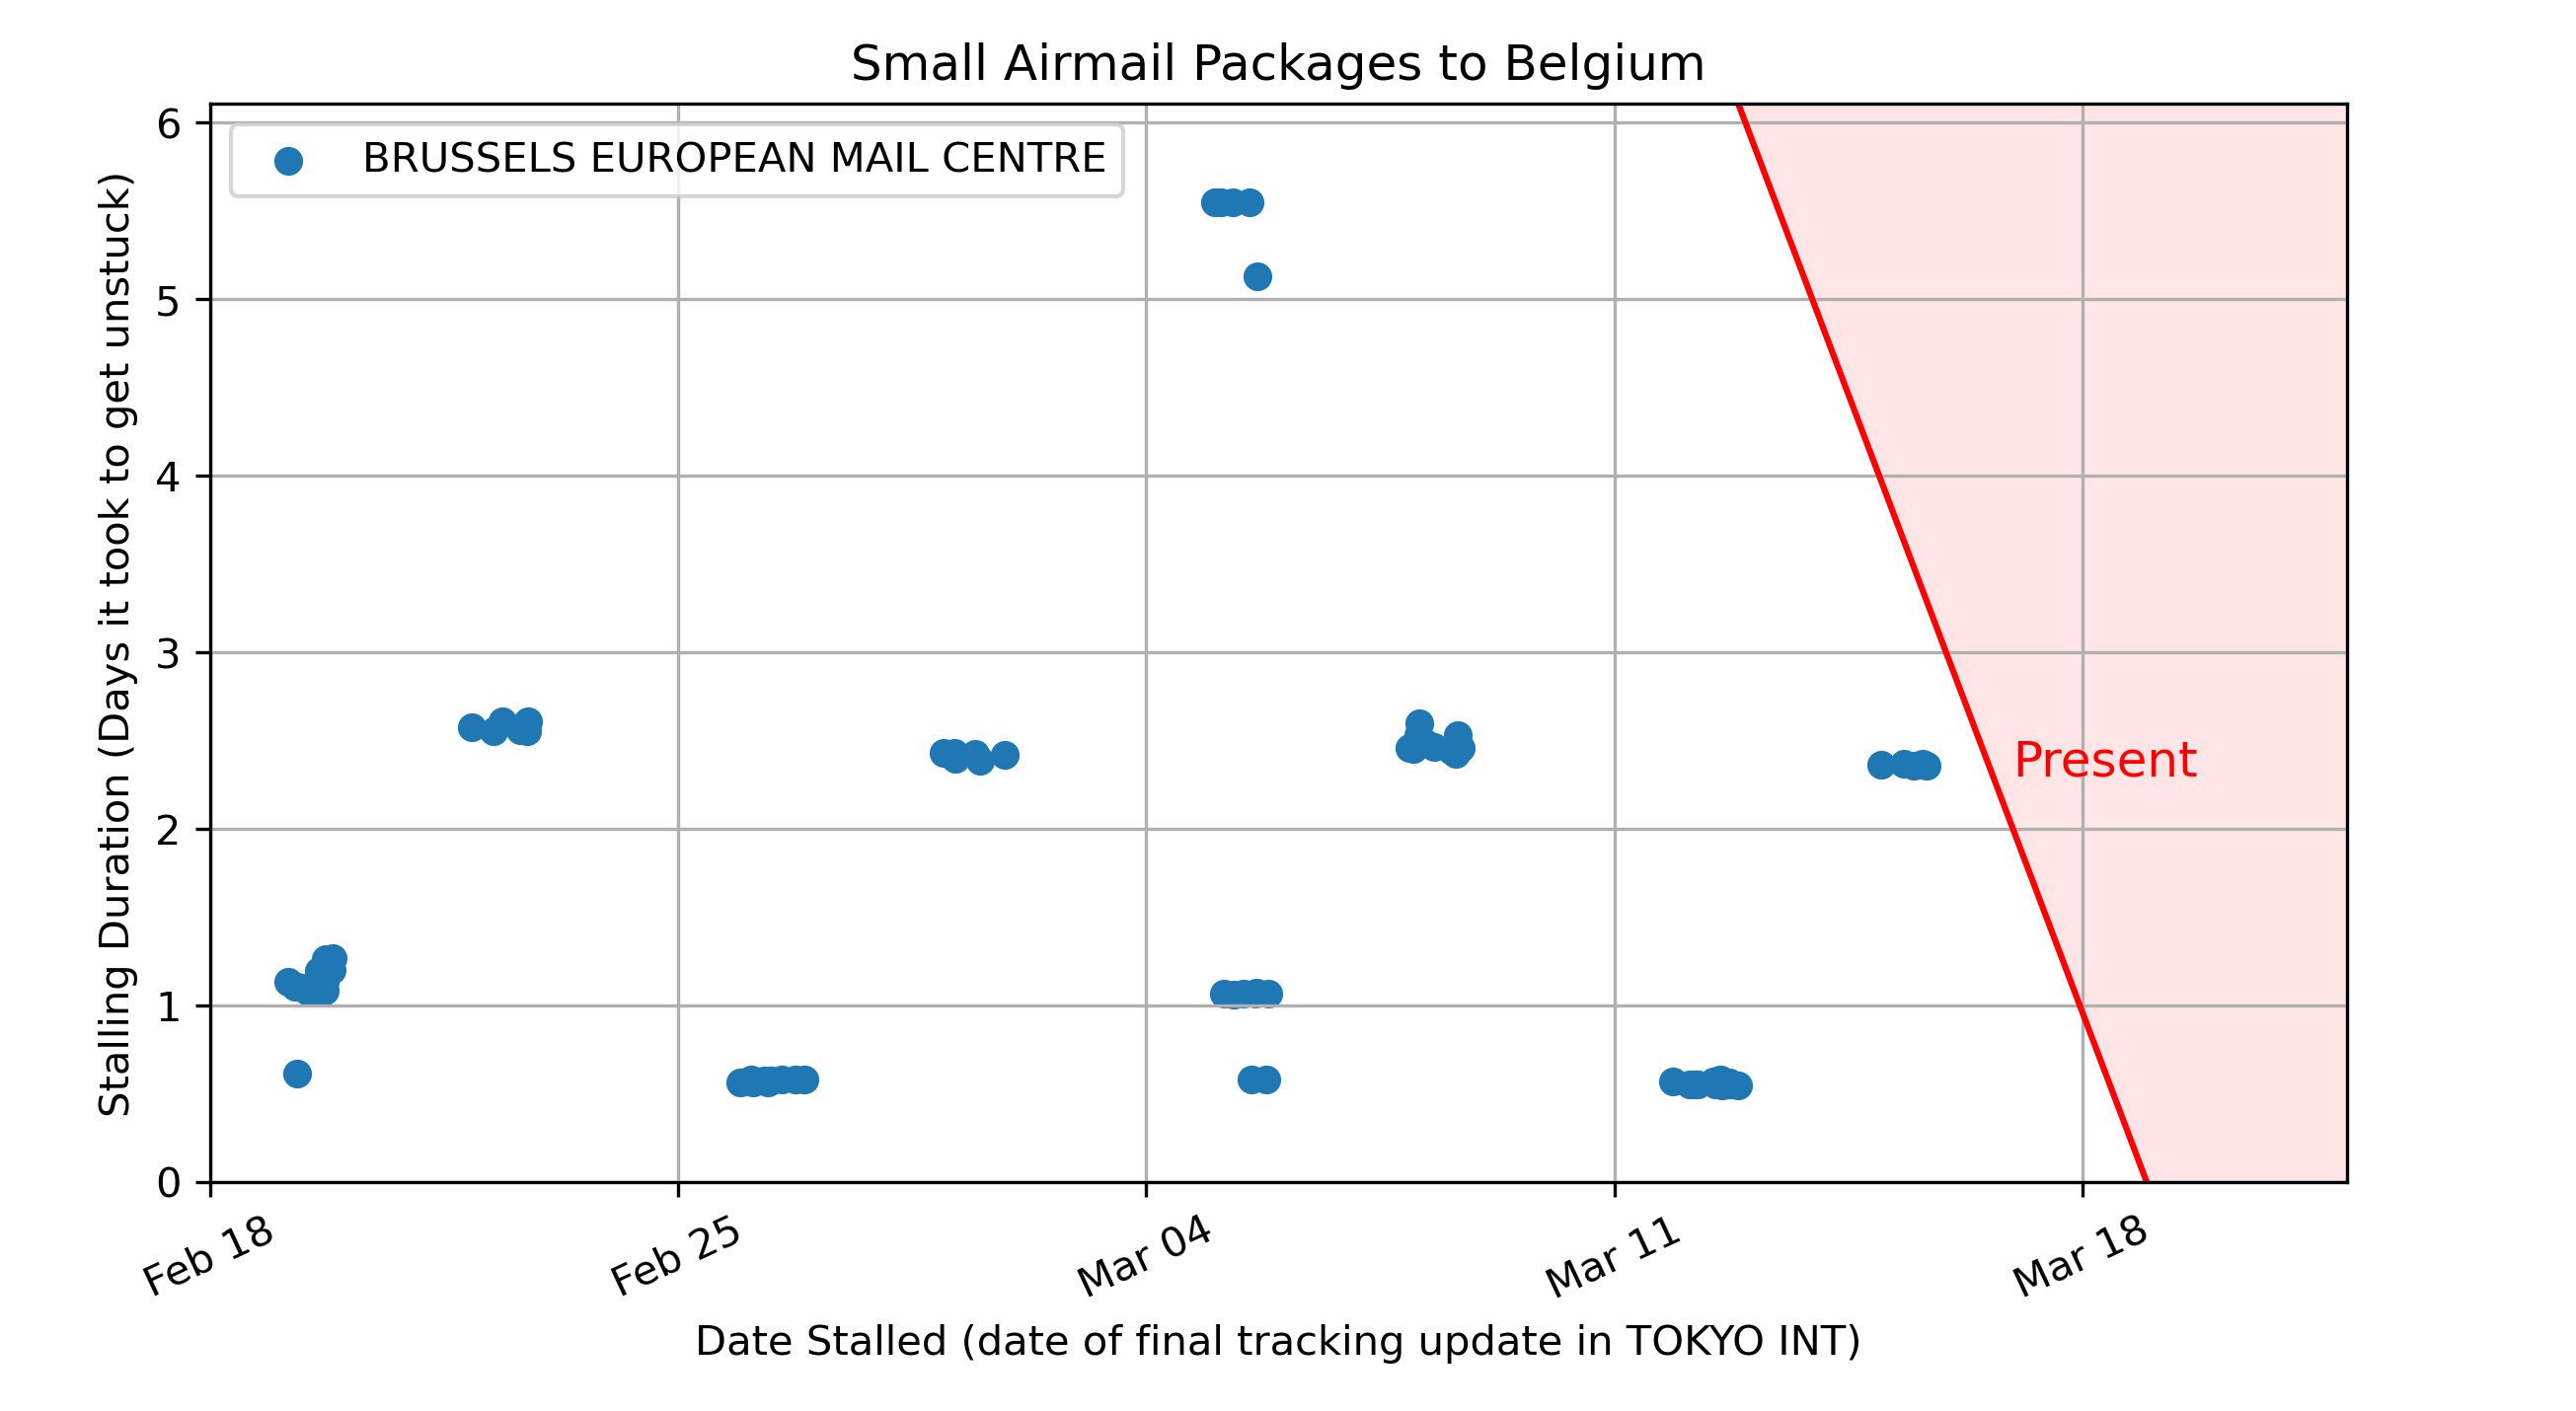 Small Airmail Packages to Belgium
BRUSSELS EUROPEAN MAIL CENTRE
Stalling Duration (Days it took to get unstuck)
6
5
4
3
2
1
0
Present
Feb 18
Feb 25
Mar 04
Mar 11
Mar 18
Date Stalled (date of final tracking update in TOKYO INT)